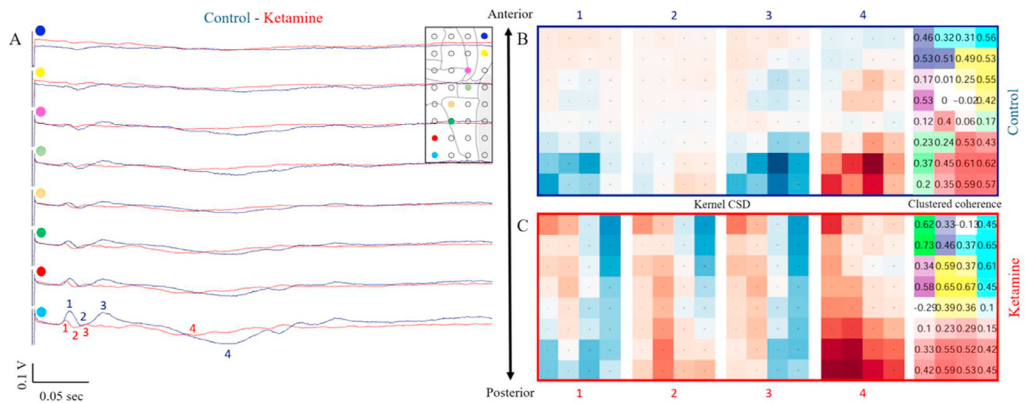 Control - Ketamine
A
0.1 V
0.05 sec
1
2
3
4
1
2
3
4
Anterior
1 2 3 4
B
Control
0.46 0.32 0.31 0.56
0.53 0.51 0.49 0.53
0.17 0.01 0.25 0.55
0.53 0 -0.02 0.42
0.12 0.4 0.06 0.17
0.23 0.24 0.53 0.43
0.37 0.45 0.61 0.62
0.2 0.35 0.59 0.57
Kernel CSD
Clustered coherence
C
Ketamine
0.62 0.33 -0.13 0.45
0.73 0.46 0.37 0.65
0.34 0.59 0.37 0.61
0.58 0.65 0.67 0.45
-0.29 0.39 0.36 0.1
0.1 0.23 0.29 0.15
0.33 0.55 0.52 0.42
0.42 0.59 0.53 0.45
Posterior
1 2 3 4